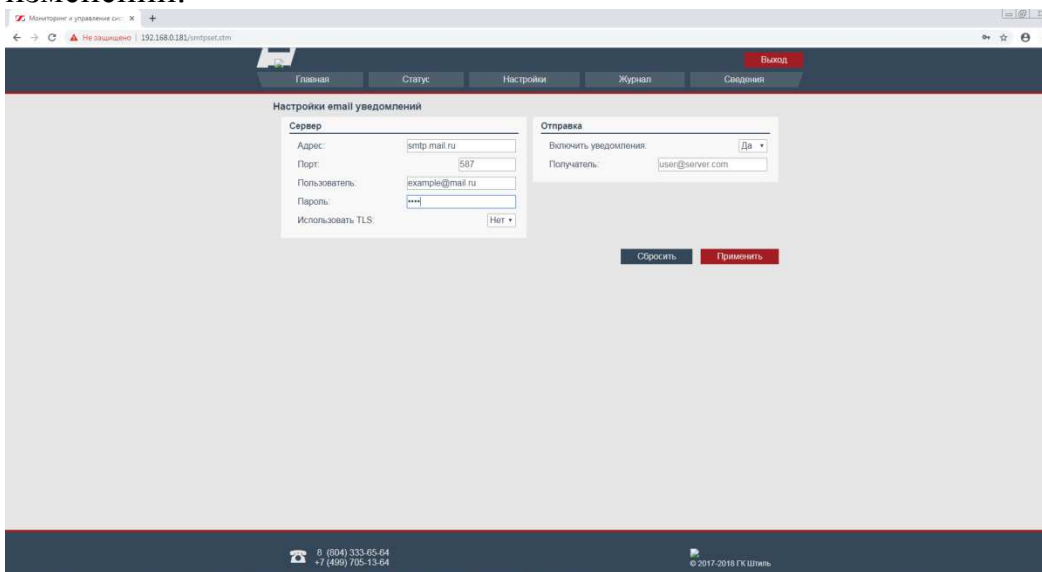 изменений.
Мониторинг и управление сис
Не защищено | 192.168.0.181/smtpset.stm
Выход
Главная Статус Настройки Журнал Сведения
Настройки email уведомлений
Сервер
Адрес: smtp.mail.ru
Порт: 587
Пользователь: example@mail.ru
Пароль: ••••
Использовать TLS: Нет
Отправка
Включить уведомления: Да
Получатель: user@server.com
Сбросить Применить
8 (804) 333-65-64
+7 (499) 705-13-64
© 2017-2018 ГК Штиль